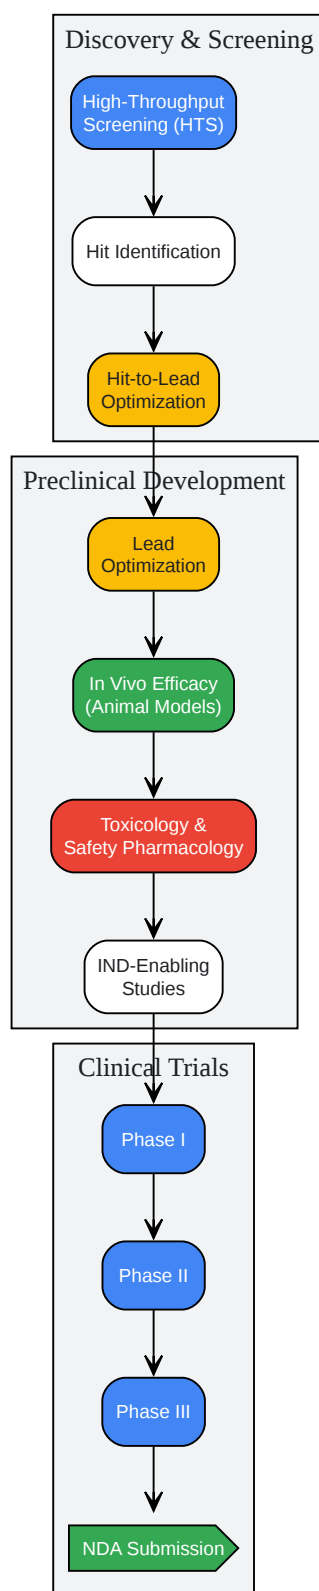 Discovery & Screening
High-Throughput
Screening (HTS)
Hit Identification
Hit-to-Lead
Optimization
Preclinical Development
Lead
Optimization
In Vivo Efficacy
(Animal Models)
Toxicology &
Safety Pharmacology
IND-Enabling
Studies
Clinical Trials
Phase I
Phase II
Phase III
NDA Submission